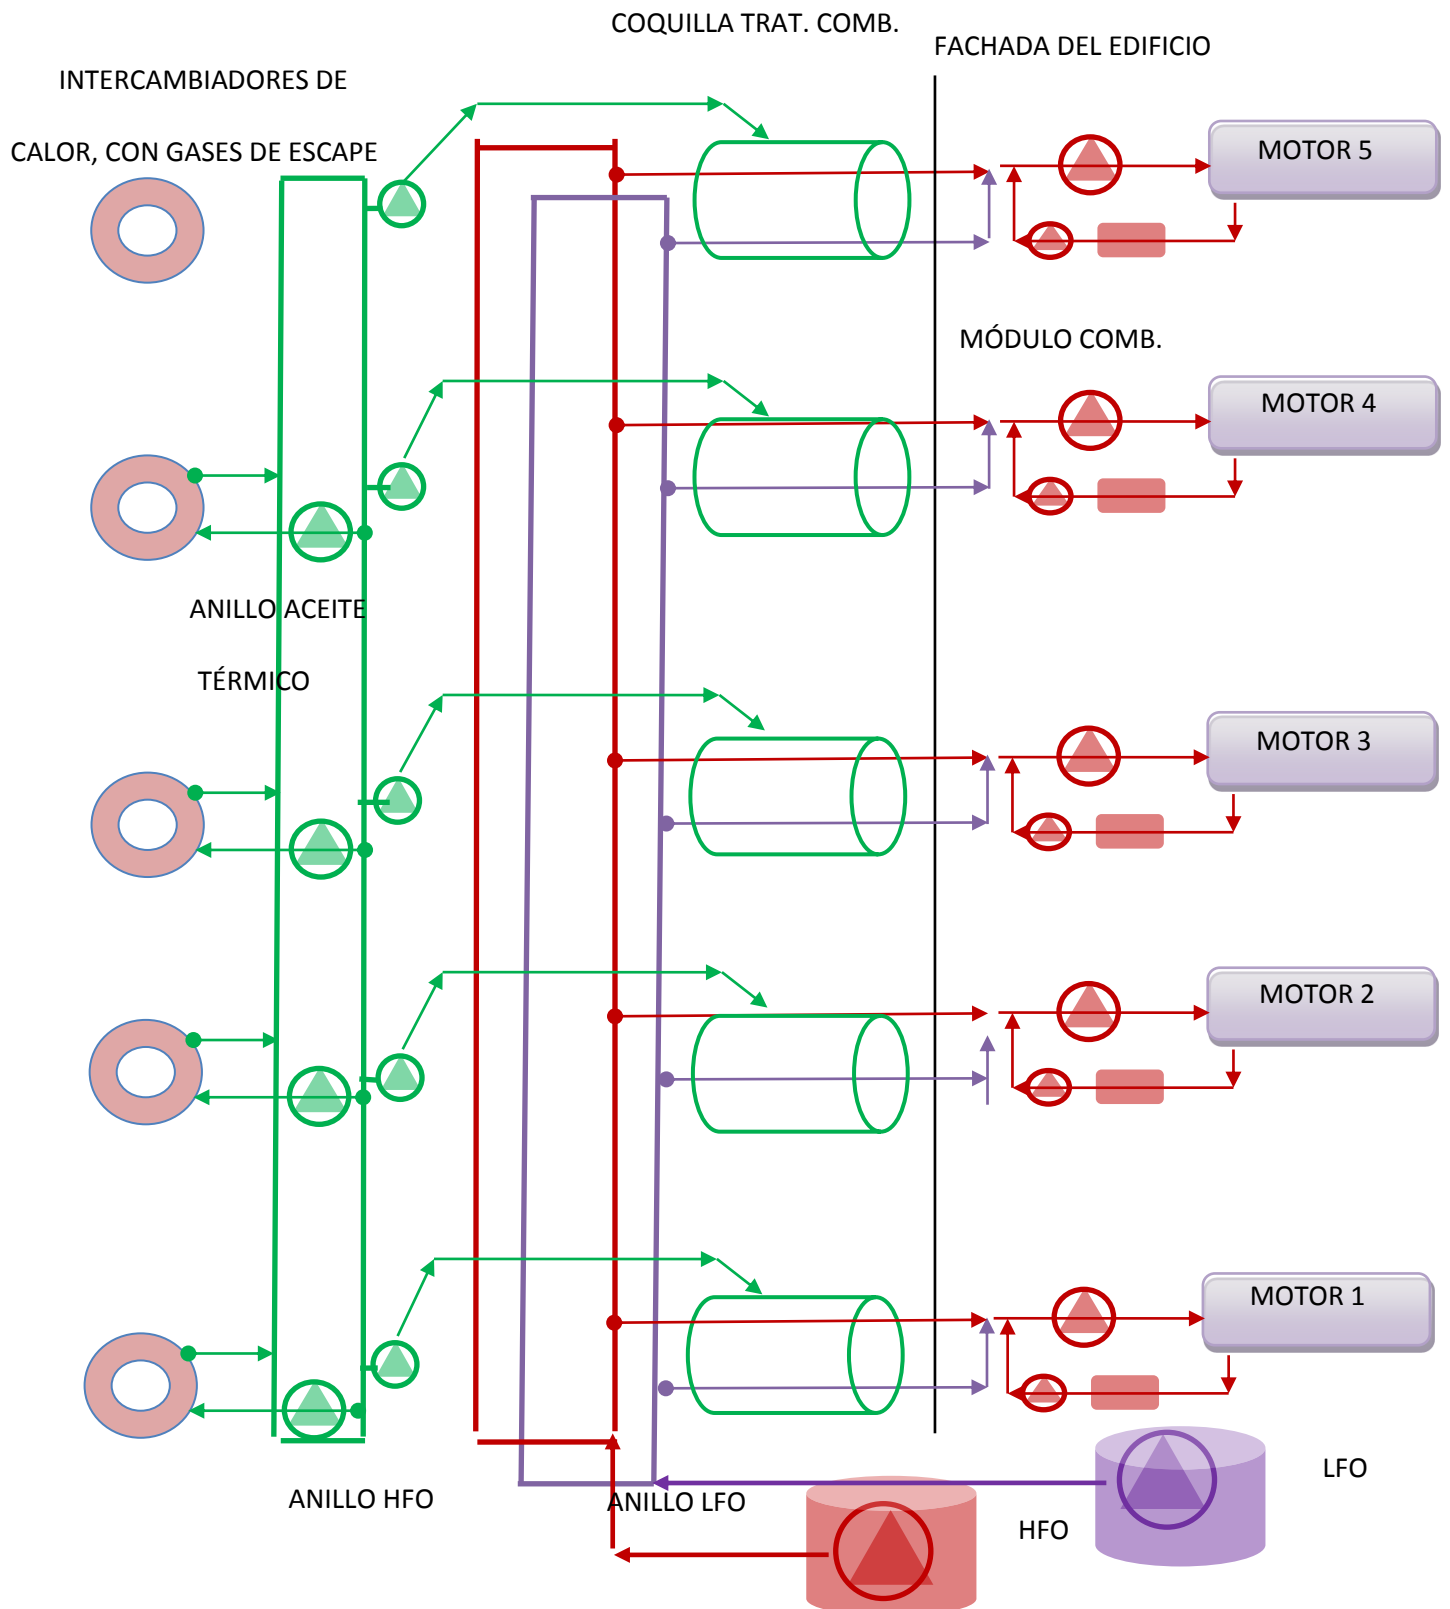 COQUILLA TRAT. COMB.
FACHADA DEL EDIFICIO
INTERCAMBIADORES DE
CALOR, CON GASES DE ESCAPE
MOTOR 5
MÓDULO COMB.
MOTOR 4
ANILLO ACEITE
TÉRMICO
MOTOR 3
MOTOR 2
MOTOR 1
LFO
ANILLO HFO
ANILLO LFO
HFO